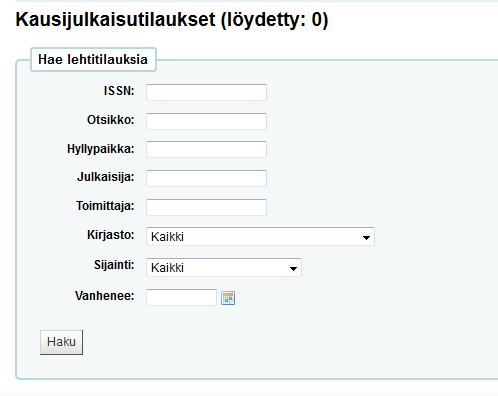 Kausijulkaisutilaukset (löydetty: 0)
Hae lehtitilauksia
ISSN:
Otsikko:
Hyllypaikka:
Julkaisija:
Toimittaja:
Kirjasto: Kaikki
Sijainti: Kaikki
Vanhenee:
Haku